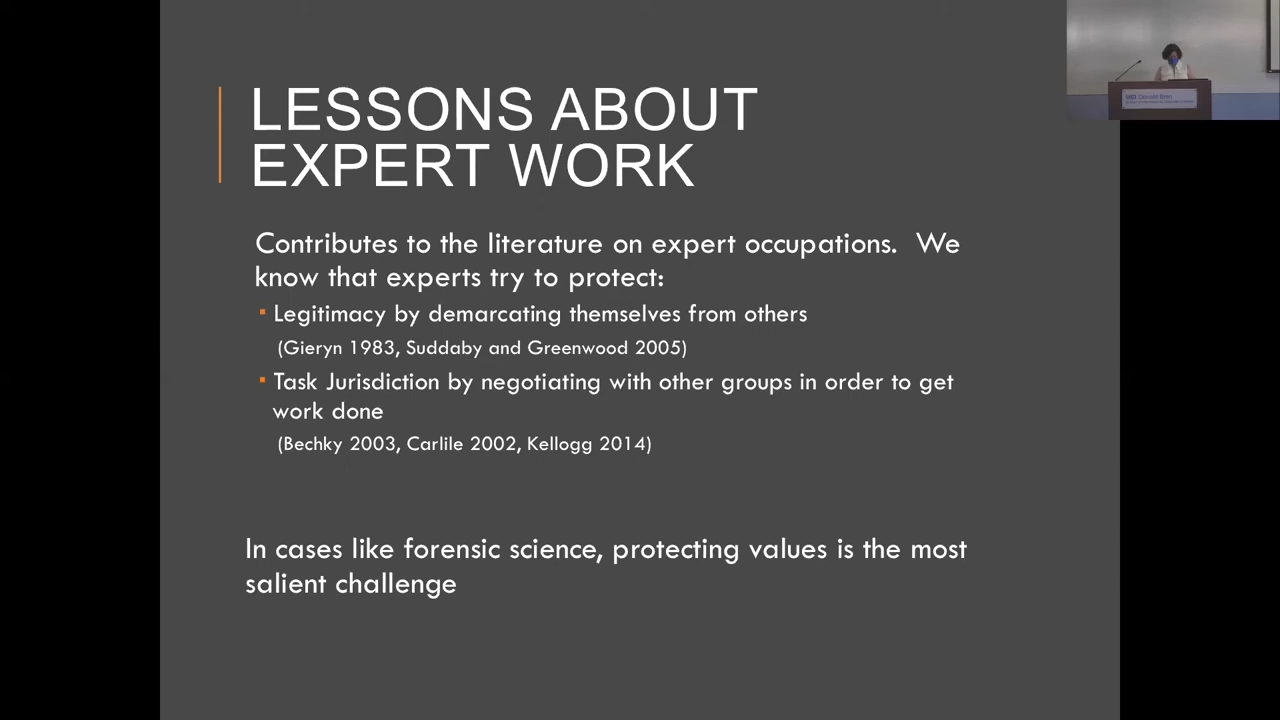 LESSONS ABOUT
EXPERT WORK
Contributes to the literature on expert occupations.  We
know that experts try to protect:
▪ Legitimacy by demarcating themselves from others
(Gieryn 1983, Suddaby and Greenwood 2005)
▪ Task Jurisdiction by negotiating with other groups in order to get
work done
(Bechky 2003, Carlile 2002, Kellogg 2014)
In cases like forensic science, protecting values is the most
salient challenge